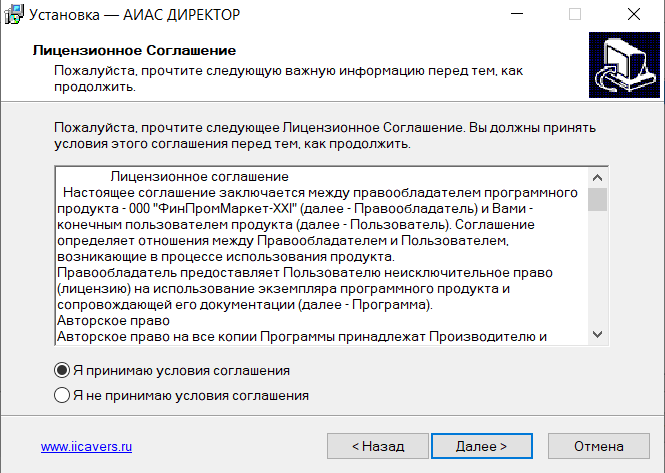 Установка — АИАС ДИРЕКТОР
Лицензионное Соглашение
Пожалуйста, прочтите следующую важную информацию перед тем, как
продолжить.
Пожалуйста, прочтите следующее Лицензионное Соглашение. Вы должны принять
условия этого соглашения перед тем, как продолжить.
Лицензионное соглашение
Настоящее соглашение заключается между правообладателем программного
продукта - ООО "ФинПромМаркет-XXI" (далее - Правообладатель) и Вами -
конечным пользователем продукта (далее - Пользователь). Соглашение
определяет отношения между Правообладателем и Пользователем,
возникающие в процессе использования продукта.
Правообладатель предоставляет Пользователю неисключительное право
(лицензию) на использование экземпляра программного продукта и
сопровождающей его документации (далее - Программа).
Авторское право
Авторское право на все копии Программы принадлежат Производителю и
Я принимаю условия соглашения
Я не принимаю условия соглашения
www.iicavers.ru
< Назад
Далее >
Отмена